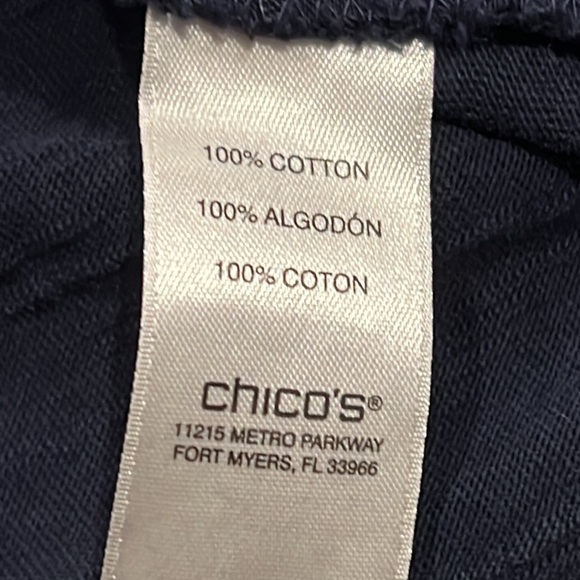 100% COTTON
100% ALGODÓN
100% COTON
chico's®
11215 METRO PARKWAY
FORT MYERS, FL 33966